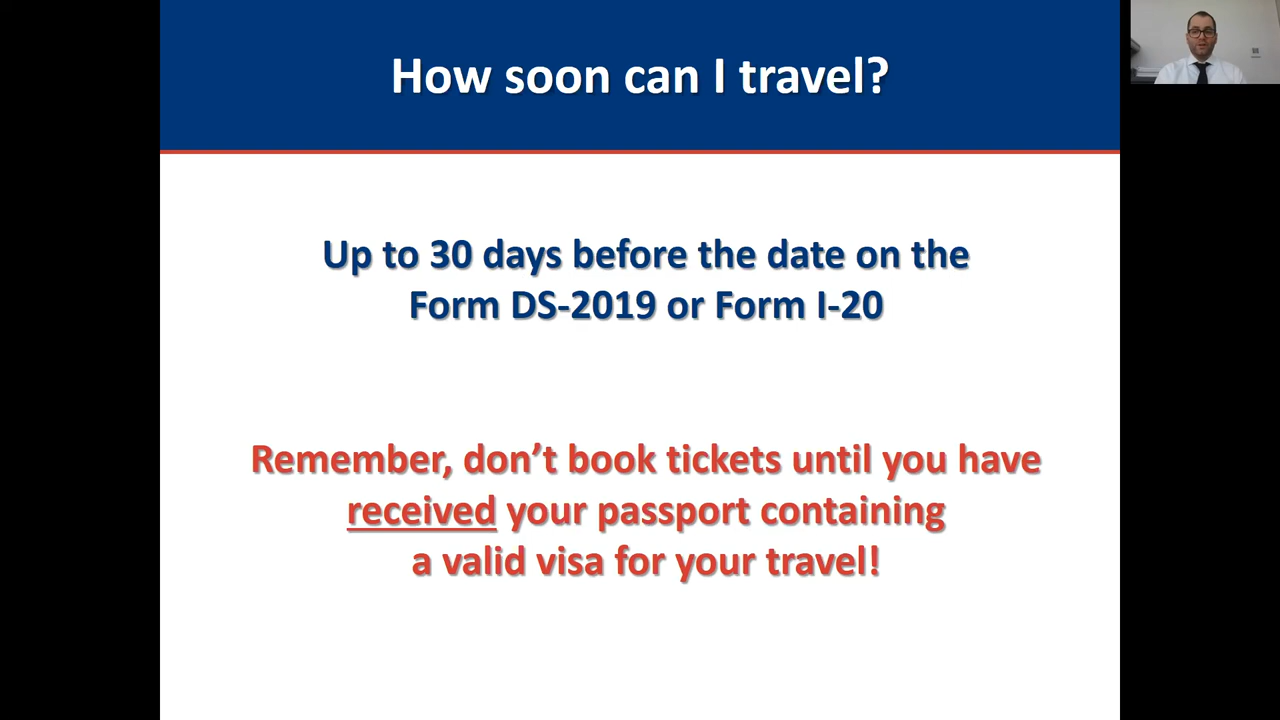 How soon can I travel?
Up to 30 days before the date on the
Form DS-2019 or Form I-20
Remember, don’t book tickets until you have
received your passport containing
a valid visa for your travel!